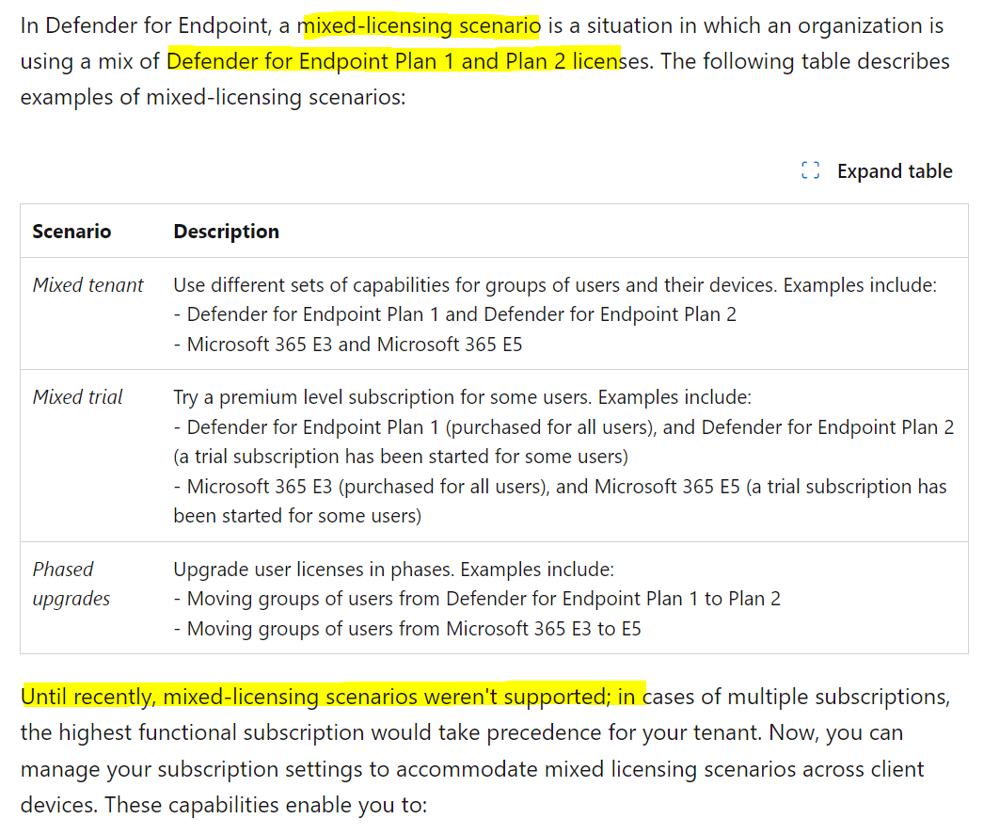 In Defender for Endpoint, a mixed-licensing scenario is a situation in which an organization is
using a mix of Defender for Endpoint Plan 1 and Plan 2 licenses. The following table describes
examples of mixed-licensing scenarios:
Expand table
Scenario Description
Mixed tenant Use different sets of capabilities for groups of users and their devices. Examples include:
- Defender for Endpoint Plan 1 and Defender for Endpoint Plan 2
- Microsoft 365 E3 and Microsoft 365 E5
Mixed trial Try a premium level subscription for some users. Examples include:
- Defender for Endpoint Plan 1 (purchased for all users), and Defender for Endpoint Plan 2
(a trial subscription has been started for some users)
- Microsoft 365 E3 (purchased for all users), and Microsoft 365 E5 (a trial subscription has
been started for some users)
Phased Upgrade user licenses in phases. Examples include:
upgrades - Moving groups of users from Defender for Endpoint Plan 1 to Plan 2
- Moving groups of users from Microsoft 365 E3 to E5
Until recently, mixed-licensing scenarios weren't supported; in cases of multiple subscriptions,
the highest functional subscription would take precedence for your tenant. Now, you can
manage your subscription settings to accommodate mixed licensing scenarios across client
devices. These capabilities enable you to: